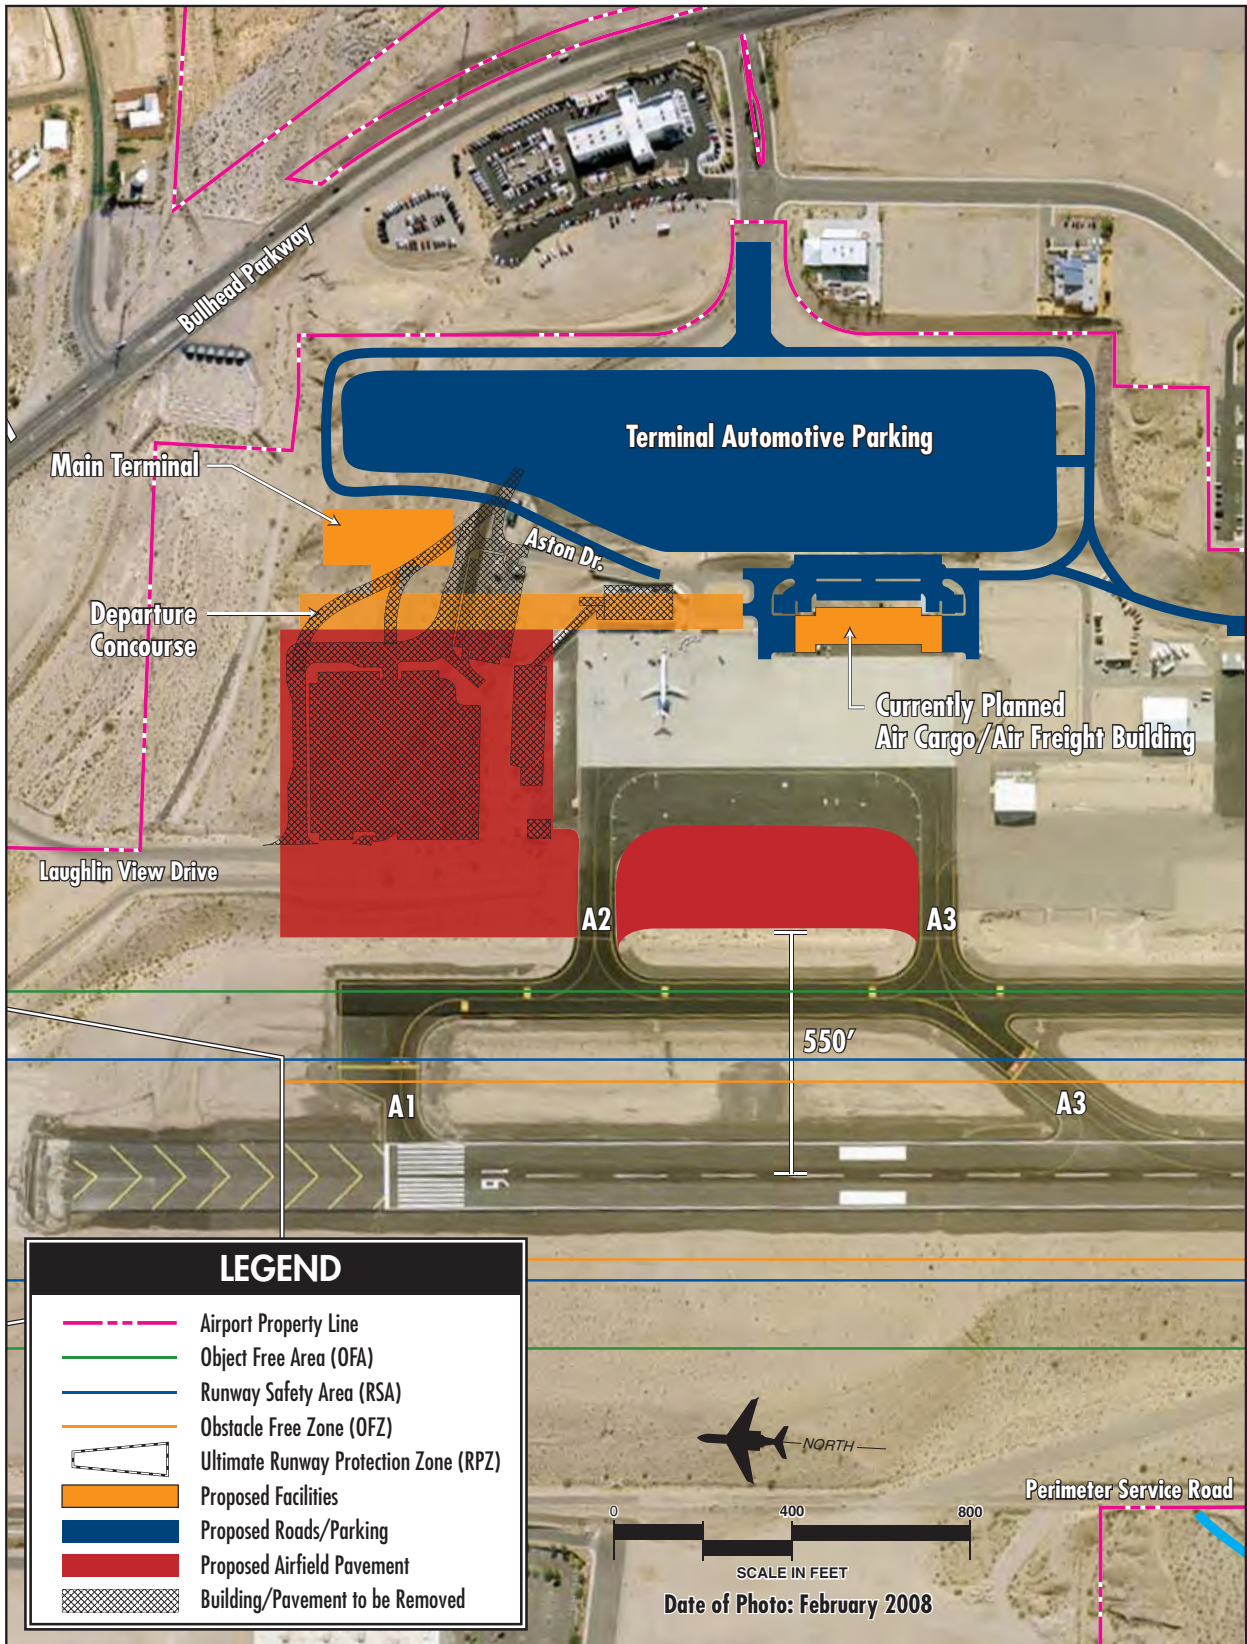 Bullhead Parkway
Terminal Automotive Parking
Main Terminal
Aston Dr.
Departure
Concourse
Currently Planned
Air Cargo/Air Freight Building
Laughlin View Drive
A2
A3
550'
A1
A3
16
LEGEND
Airport Property Line
Object Free Area (OFA)
Runway Safety Area (RSA)
Obstacle Free Zone (OFZ)
Ultimate Runway Protection Zone (RPZ)
Proposed Facilities
Proposed Roads/Parking
Proposed Airfield Pavement
Building/Pavement to be Removed
NORTH
Perimeter Service Road
0 400 800
SCALE IN FEET
Date of Photo: February 2008